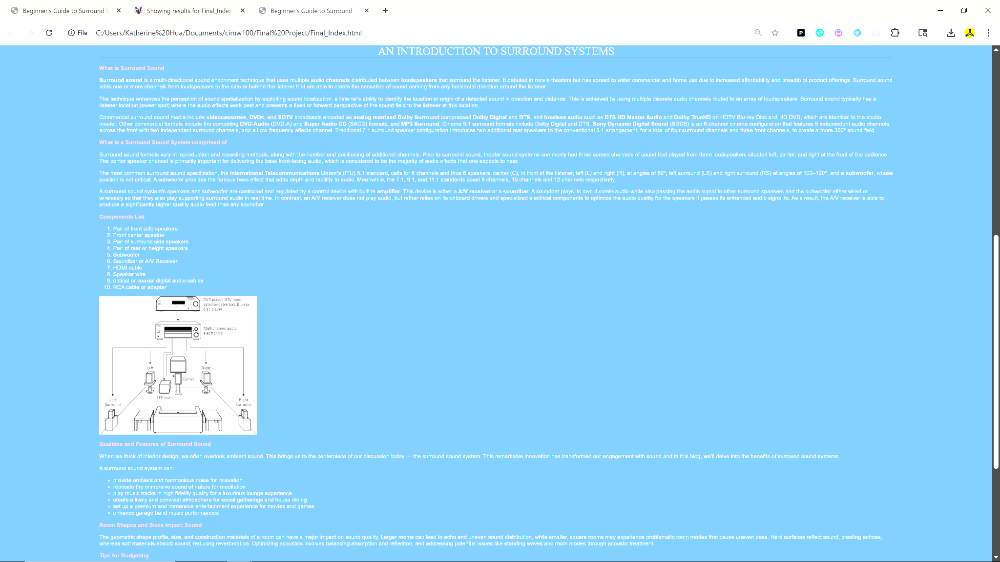 Beginner's Guide to Surround S
Showing results for Final_Index
Beginner's Guide to Surround
File C:/Users/Katherine%20Hua/Documents/cimw100/Final%20Project/Final_Index.html
AN INTRODUCTION TO SURROUND SYSTEMS
What is Surround Sound
Surround sound is a multi-directional sound enrichment technique that uses multiple audio channels distributed between loudspeakers that surround the listener. It debuted in movie theaters but has spread to wider commercial and home use due to increased affordability and breadth of product offerings. Surround sound
adds one or more channels from loudspeakers to the side or behind the listener that are able to create the sensation of sound coming from any horizontal direction around the listener.
The technique enhances the perception of sound spatialization by exploiting sound localization: a listener's ability to identify the location or origin of a detected sound in direction and distance. This is achieved by using multiple discrete audio channels routed to an array of loudspeakers. Surround sound typically has a
listener location (sweet spot) where the audio effects work best and presents a fixed or forward perspective of the sound field to the listener at this location.
Commercial surround sound media include videocassettes, DVDs, and SDTV broadcasts encoded as analog matrixed Dolby Surround compressed Dolby Digital and DTS, and lossless audio such as DTS HD Master Audio and Dolby TrueHD on HDTV Blu-ray Disc and HD DVD, which are identical to the studio
master. Other commercial formats include the competing DVD-Audio (DVD-A) and Super Audio CD (SACD) formats, and MP3 Surround. Cinema 5.1 surround formats include Dolby Digital and DTS. Sony Dynamic Digital Sound (SDDS) is an 8-channel cinema configuration that features 5 independent audio channels
across the front with two independent surround channels, and a Low-frequency effects channel. Traditional 7.1 surround speaker configuration introduces two additional rear speakers to the conventional 5.1 arrangement, for a total of four surround channels and three front channels, to create a more 360° sound field.
What is a Surround Sound System comprised of
Surround sound formats vary in reproduction and recording methods, along with the number and positioning of additional channels. Prior to surround sound, theater sound systems commonly had three screen channels of sound that played from three loudspeakers situated left, center, and right at the front of the audience.
The center speaker channel is primarily important for delivering the base front-facing audio, which is considered to be the majority of audio effects that one expects to hear.
The most common surround sound specification, the International Telecommunications Union's (ITU) 5.1 standard, calls for 6 channels and thus 6 speakers: center (C), in front of the listener; left (L) and right (R), at angles of 60°; left surround (LS) and right surround (RS) at angles of 100–120°; and a subwoofer, whose
position is not critical. A subwoofer provides the famous bass effect that adds depth and tactility to audio. Meanwhile, the 7.1, 9.1, and 11.1 standards boast 8 channels, 10 channels and 12 channels respectively.
A surround sound system's speakers and subwoofer are controlled and regulated by a control device with built in amplifier. This device is either a A/V receiver or a soundbar. A soundbar plays its own discrete audio while also passing the audio signal to other surround speakers and the subwoofer either wired or
wirelessly so that they also play supporting surround audio in real time. In contrast, an A/V receiver does not play audio, but rather relies on its onboard drivers and specialized electrical components to optimize the audio quality for the speakers it passes its enhanced audio signal to. As a result, the A/V receiver is able to
produce a significantly higher quality audio feed than any soundbar.
Components List
1. Pair of front side speakers
2. Front center speaker
3. Pair of surround side speakers
4. Pair of rear or height speakers
5. Subwoofer
6. Soundbar or A/V Receiver
7. HDMI cable
8. Speaker wire
9. optical or coaxial digital audio cables
10. RCA cable or adapter
DVD player, DTV tuner,
satellite/cable box, Blu-ray
disc player
Multichannel audio
electronics
Left
Right
Center
LFE (sub)
Left
Surround
Right
Surround
Qualities and Features of Surround Sound
When we think of interior design, we often overlook ambient sound. This brings us to the centerpiece of our discussion today — the surround sound system. This remarkable innovation has transformed our engagement with sound and in this blog, we'll delve into the benefits of surround sound systems.
A surround sound system can:
• provide ambient and harmonious noise for relaxation .
• replicate the immersive sound of nature for meditation
• play music tracks in high fidelity quality for a luxurious lounge experience
• create a lively and convivial atmosphere for social gatherings and house dining
• set up a premium and immersive entertainment experience for movies and games
• enhance garage band music performances
Room Shapes and Sizes Impact Sound
The geometric shape profile, size, and construction materials of a room can have a major impact on sound quality. Larger rooms can lead to echo and uneven sound distribution, while smaller, square rooms may experience problematic room modes that cause uneven bass. Hard surfaces reflect sound, creating echoes,
whereas soft materials absorb sound, reducing reverberation. Optimizing acoustics involves balancing absorption and reflection, and addressing potential issues like standing waves and room modes through acoustic treatment
Tips for Budgeting